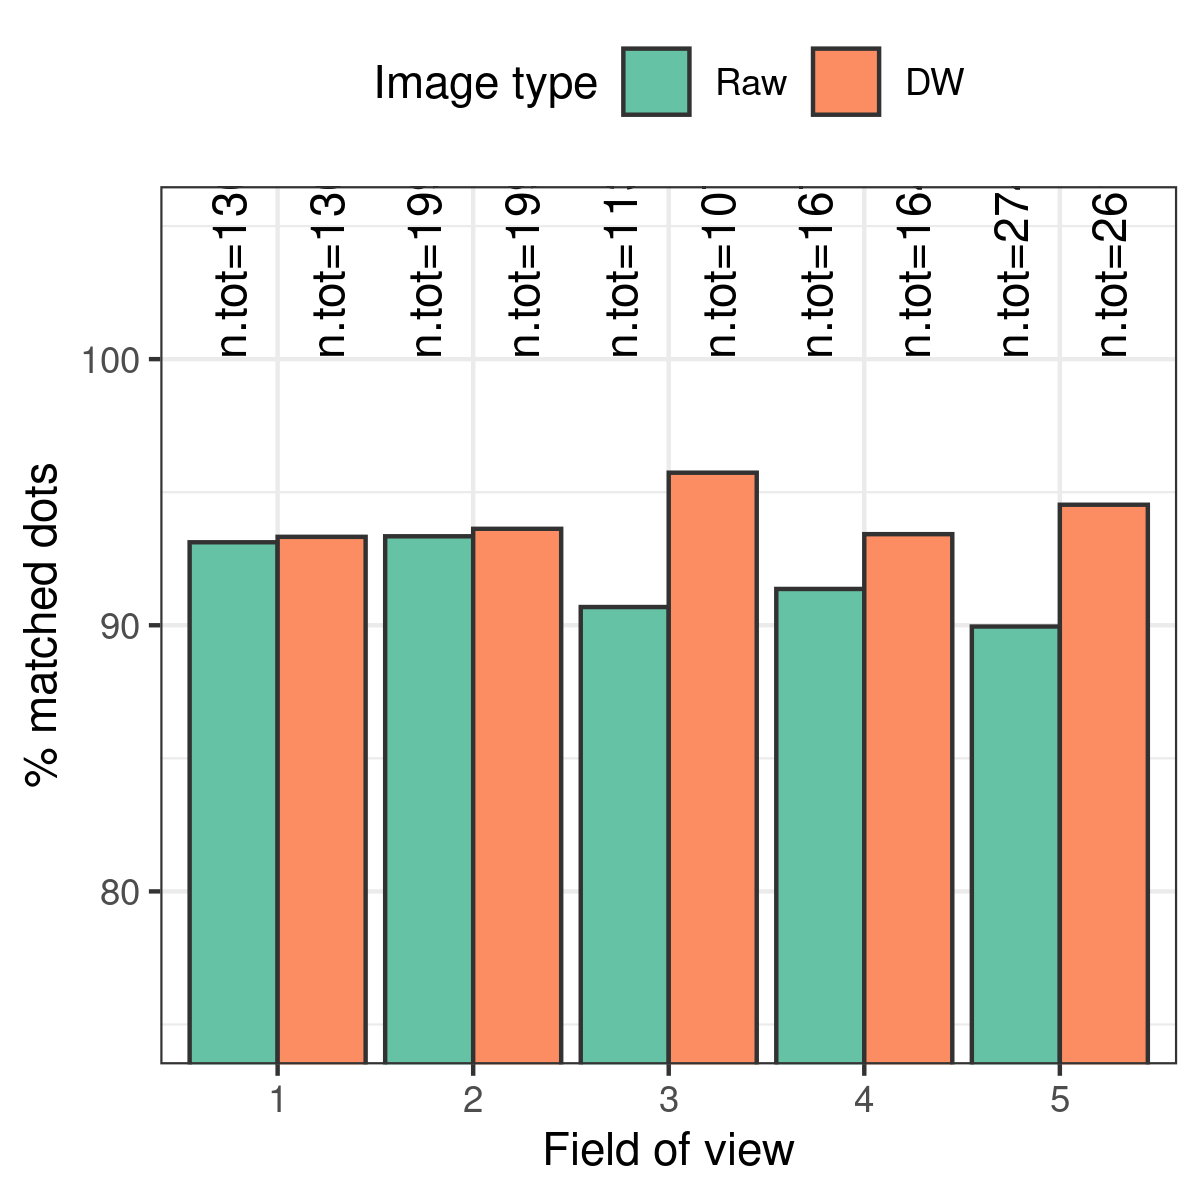 Image type Raw DW
n.tot=13
n.tot=13
n.tot=19
n.tot=19
n.tot=11
n.tot=10
n.tot=16
n.tot=16
n.tot=27
n.tot=26
% matched dots
100
90
80
1 2 3 4 5
Field of view